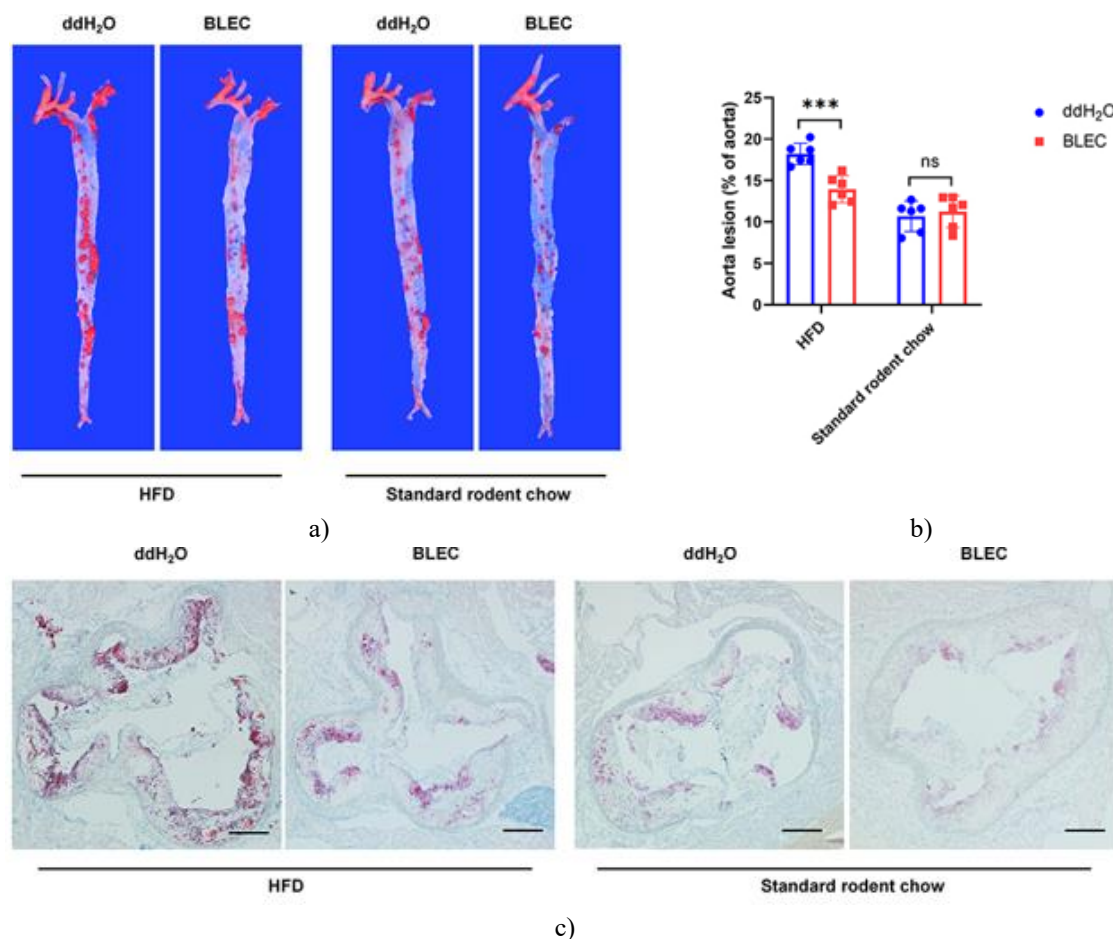 ddH₂O BLEC ddH₂O BLEC
HFD Standard rodent chow
a)
Aorta lesion (% of aorta)
25
20
15
10
5
0
***
ns
HFD
Standard rodent chow
ddH₂O
BLEC
b)
ddH₂O BLEC ddH₂O BLEC
HFD Standard rodent chow
c)